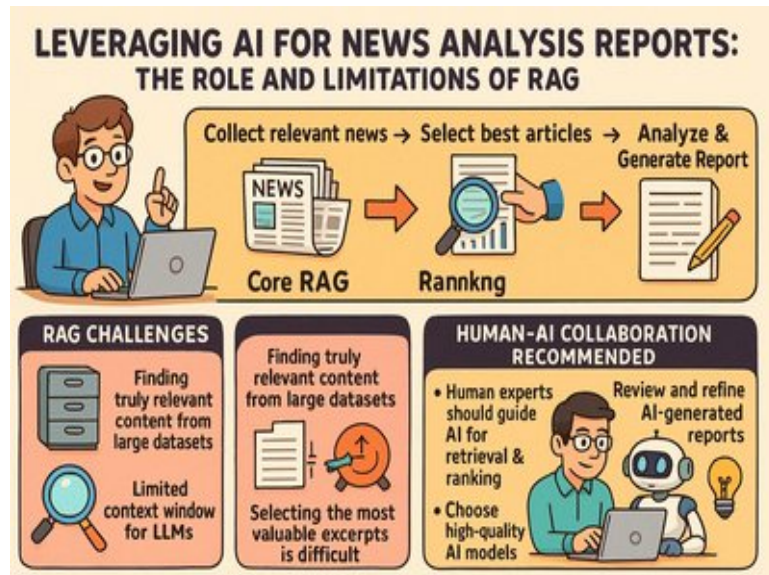 LEVERAGING AI FOR NEWS ANALYSIS REPORTS:
THE ROLE AND LIMITATIONS OF RAG
Collect relevant news → Select best articles → Analyze &
Generate Report
NEWS
Core RAG
Rannkng
RAG CHALLENGES
Finding
truly relevant
content from
large datasets
Limited
context window
for LLMs
Finding truly
relevant content
from large datasets
Selecting the most
valuable excerpts
is difficult
HUMAN-AI COLLABORATION
RECOMMENDED
• Human experts
should guide
AI for
retrieval &
ranking
• Choose
high-quality
AI models
Review and refine
AI-generated
reports